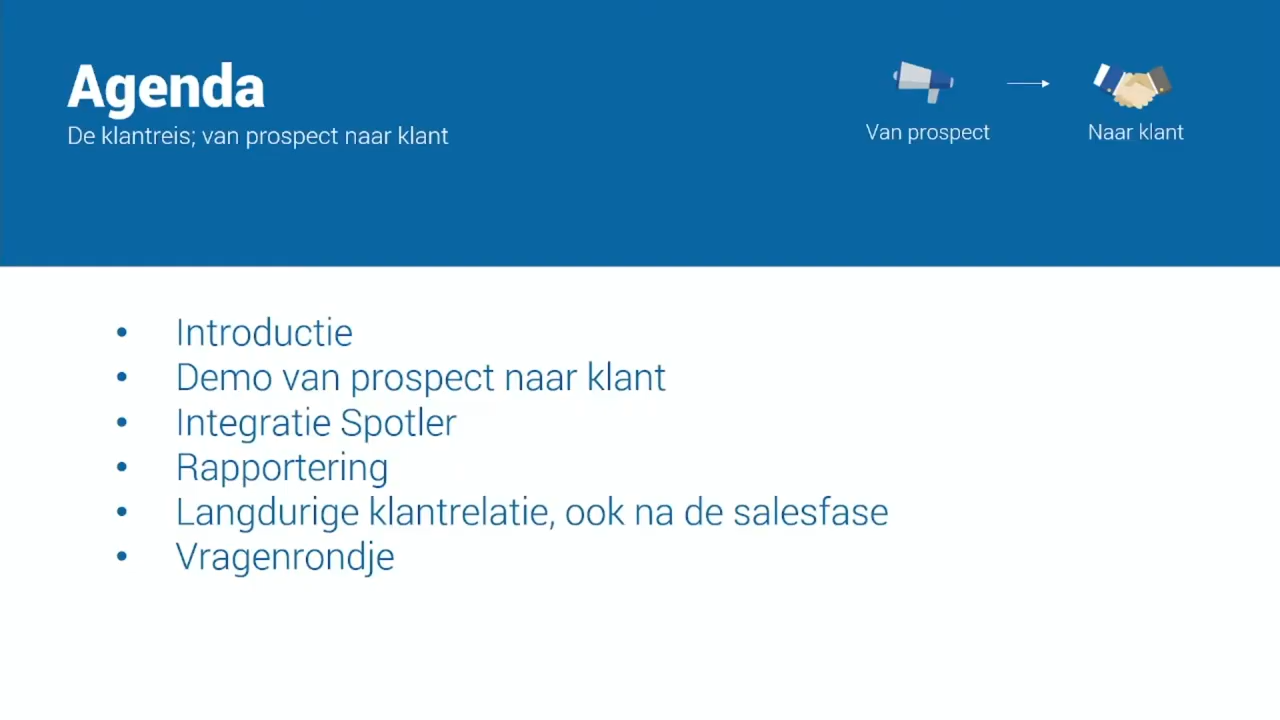 Agenda
De klantreis; van prospect naar klant
Van prospect
Naar klant
• Introductie
• Demo van prospect naar klant
• Integratie Spotler
• Rapportering
• Langdurige klantrelatie, ook na de salesfase
• Vragenrondje